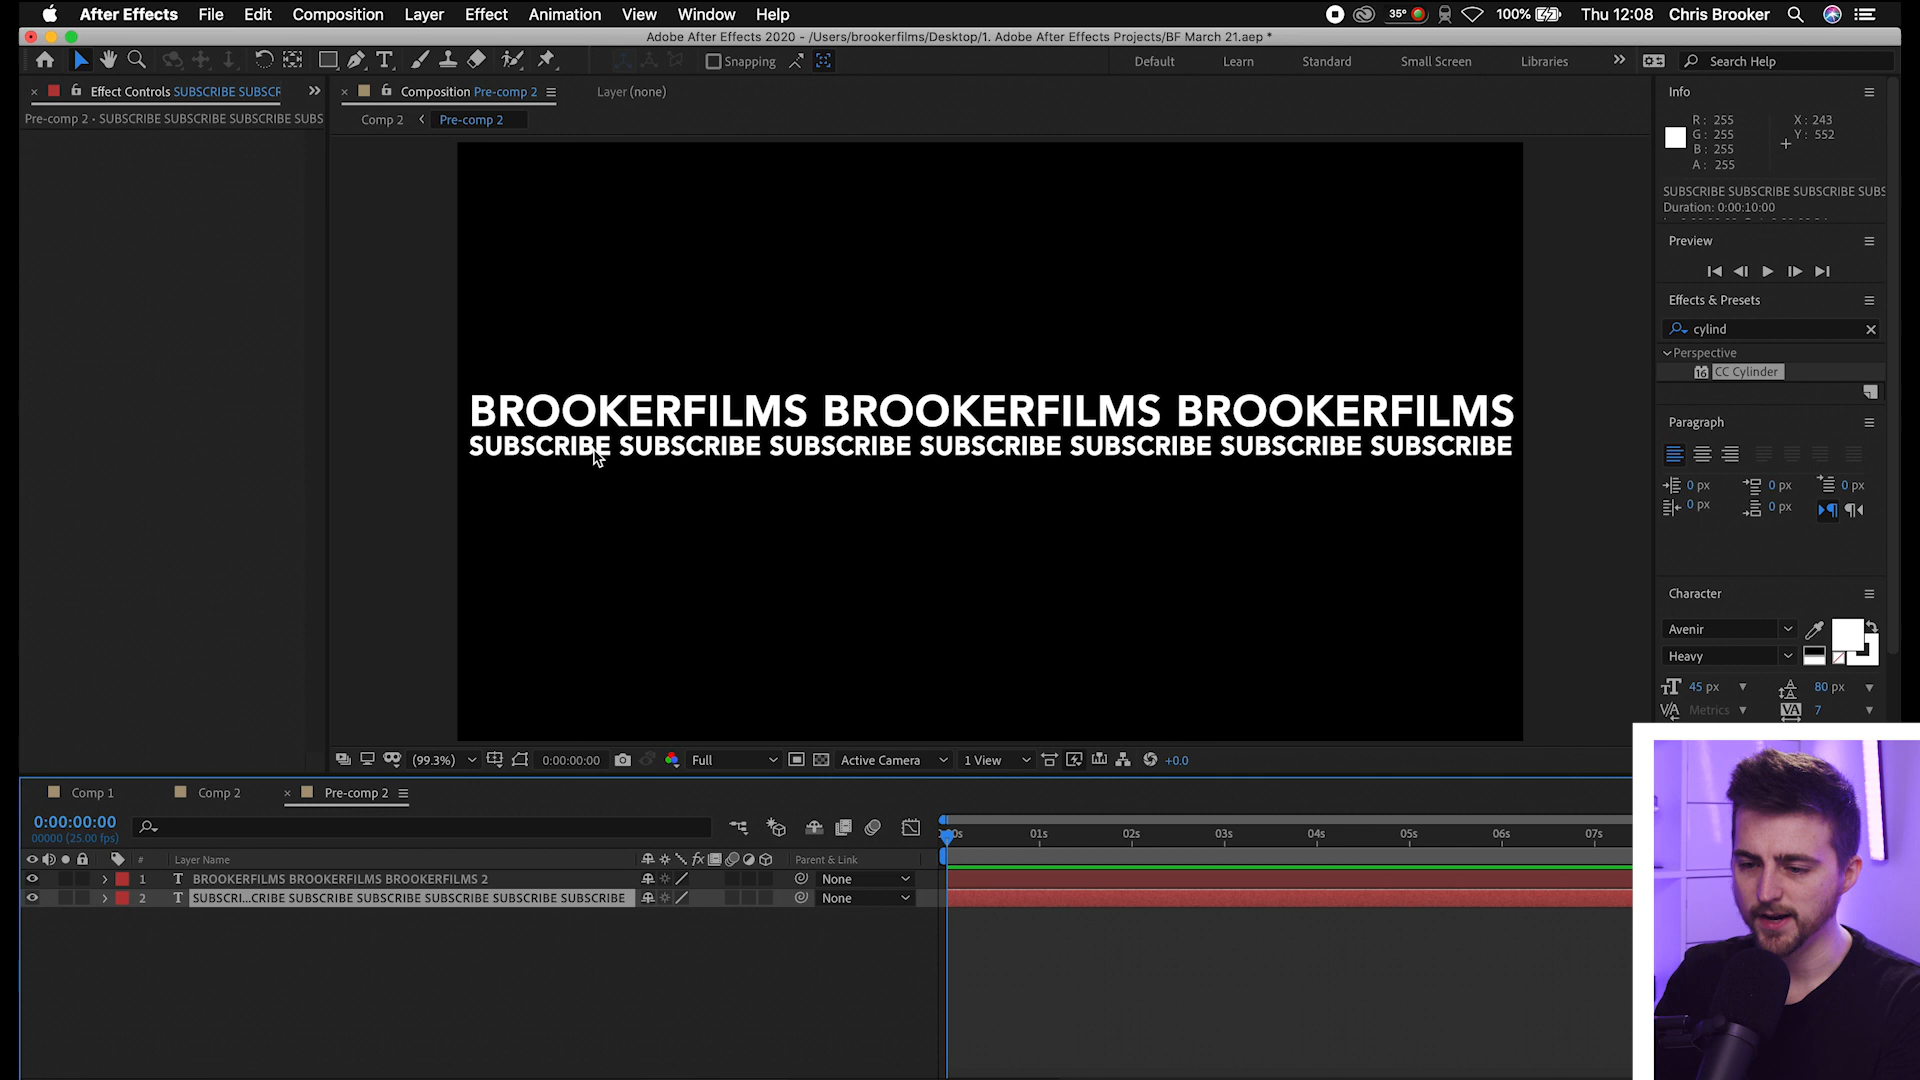 After Effects File Edit Composition Layer Effect Animation View Window Help 35° 100% Thu 12:08 Chris Brooker
Adobe After Effects 2020 - /Users/brookerfilms/Desktop/1. Adobe After Effects Projects/BF March 21.aep *
Snapping Default Learn Standard Small Screen Libraries Search Help
Effect Controls SUBSCRIBE SUBSCR Composition Pre-comp 2 Layer (none) Info
Pre-comp 2 • SUBSCRIBE SUBSCRIBE SUBSCRIBE SUBS Comp 2 Pre-comp 2
R: 255 X: 243
G: 255 Y: 552
B: 255
A: 255
SUBSCRIBE SUBSCRIBE SUBSCRIBE SUBS
Duration: 0:00:10:00
Preview
Effects & Presets
cylind
Perspective
16 CC Cylinder
BROOKERFILMS BROOKERFILMS BROOKERFILMS
SUBSCRIBE SUBSCRIBE SUBSCRIBE SUBSCRIBE SUBSCRIBE SUBSCRIBE SUBSCRIBE
Paragraph
0 px 0 px 0 px
0 px 0 px
Character
Avenir
Heavy
45 px 80 px
Metrics 7
(99.3%) 0:00:00:00 Full Active Camera 1 View +0.0
Comp 1 Comp 2 Pre-comp 2
0:00:00:00
00000 (25.00 fps)
00s 01s 02s 03s 04s 05s 06s 07s
# Layer Name fx Parent & Link
1 T BROOKERFILMS BROOKERFILMS BROOKERFILMS 2 None
2 T SUBSCRI...CRIBE SUBSCRIBE SUBSCRIBE SUBSCRIBE SUBSCRIBE SUBSCRIBE None